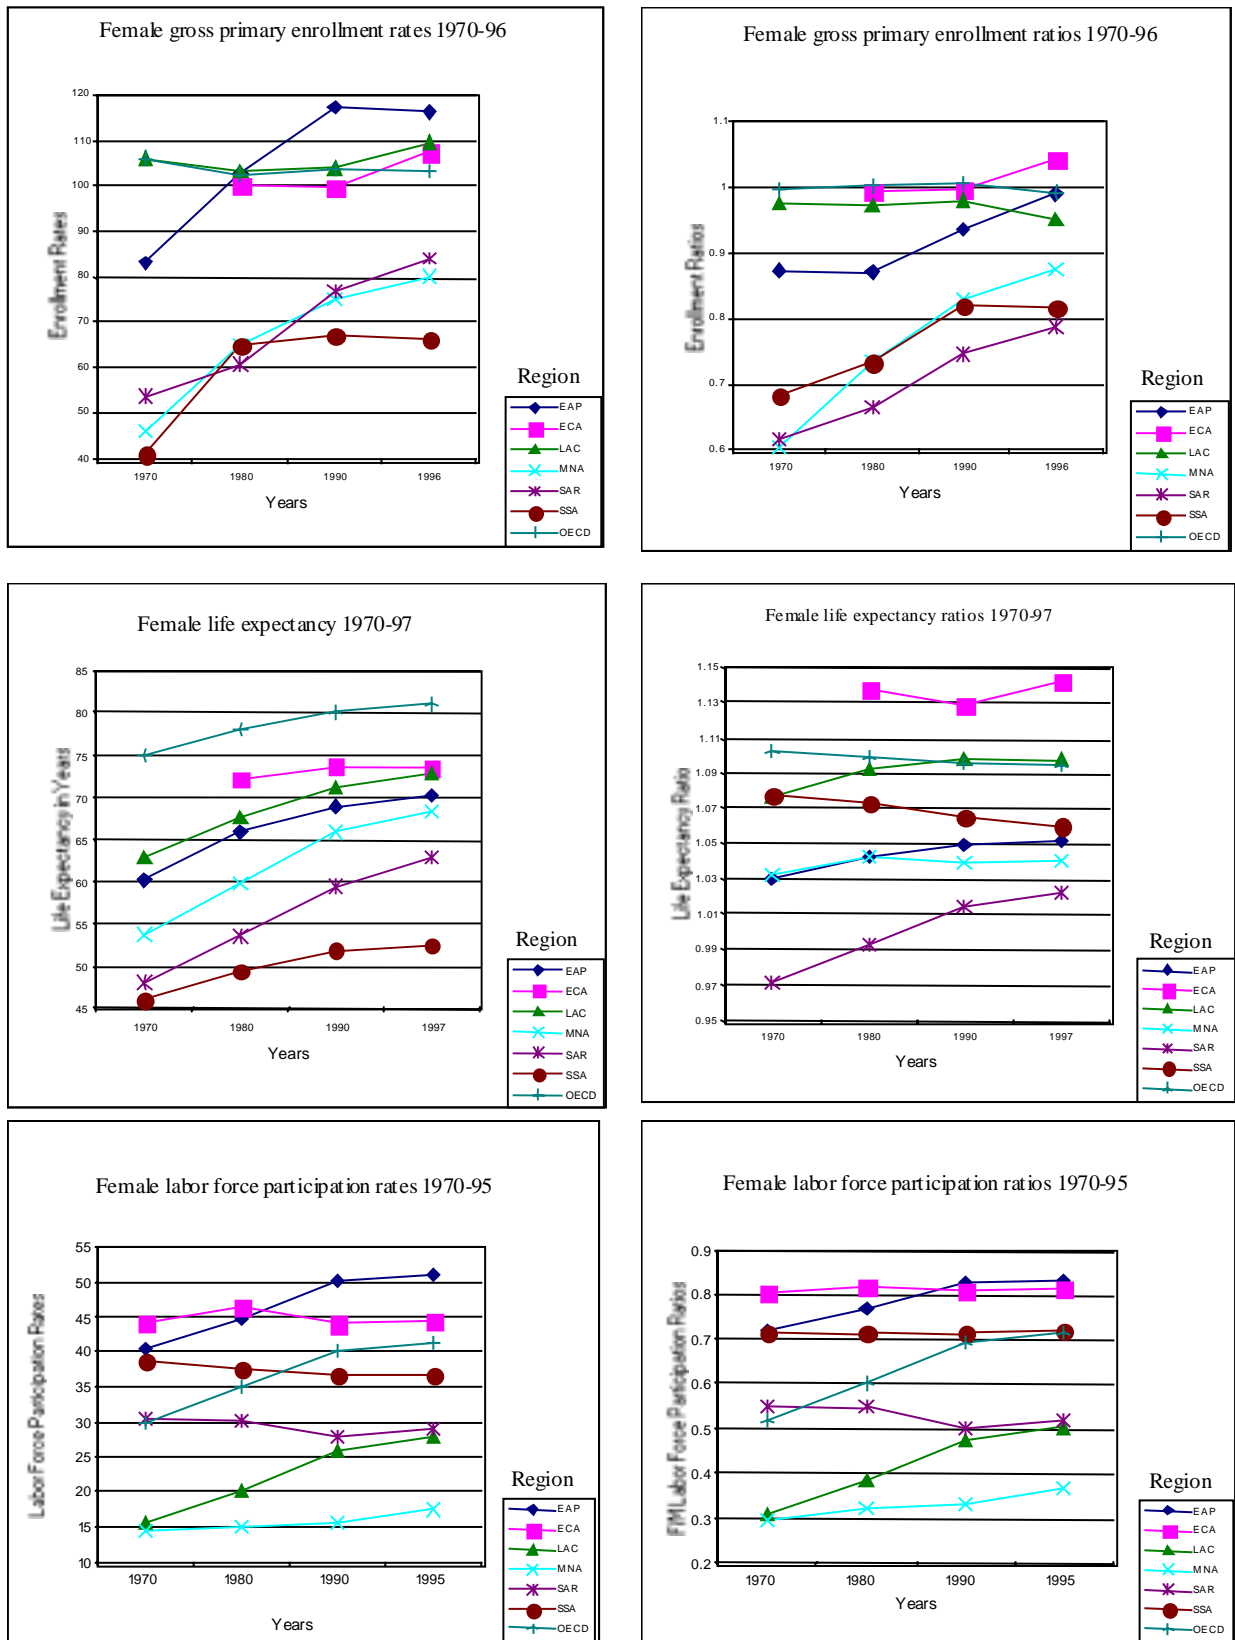 Female gross primary enrollment rates 1970-96
120
110
100
90
80
70
60
50
40
Enrollment Rates
1970 1980 1990 1996
Years
Region
EAP
ECA
LAC
MNA
SAR
SSA
OECD
Female gross primary enrollment ratios 1970-96
1.1
1
0.9
0.8
0.7
0.6
Enrollment Ratios
1970 1980 1990 1996
Years
Region
EAP
ECA
LAC
MNA
SAR
SSA
OECD
Female life expectancy 1970-97
85
80
75
70
65
60
55
50
45
Life Expectancy in Years
1970 1980 1990 1997
Years
Region
EAP
ECA
LAC
MNA
SAR
SSA
OECD
Female life expectancy ratios 1970-97
1.15
1.13
1.11
1.09
1.07
1.05
1.03
1.01
0.99
0.97
0.95
Life Expectancy Ratio
1970 1980 1990 1997
Years
Region
EAP
ECA
LAC
MNA
SAR
SSA
OECD
Female labor force participation rates 1970-95
55
50
45
40
35
30
25
20
15
10
Labor Force Participation Rates
1970 1980 1990 1995
Years
Region
EAP
ECA
LAC
MNA
SAR
SSA
OECD
Female labor force participation ratios 1970-95
0.9
0.8
0.7
0.6
0.5
0.4
0.3
0.2
F/M Labor Force Participation Ratios
1970 1980 1990 1995
Years
Region
EAP
ECA
LAC
MNA
SAR
SSA
OECD